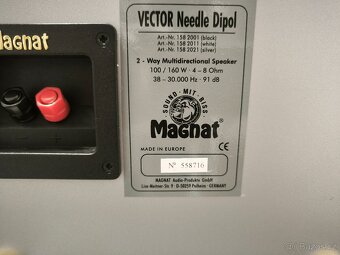 Magnat
VECTOR Needle Dipol
Art.-Nr. 158 2001 (black)
Art.-Nr. 158 2011 (white)
Art.-Nr. 158 2021 (silver)
2 - Way Multidirectional Speaker
100 / 160 W · 4 – 8 Ohm
38 – 30.000 Hz · 91 dB
SOUND · MIT · BISS
Magnat
MADE IN EUROPE
CE
Nº 558716
MAGNAT Audio-Produkte GmbH
Lise-Meitner-Str. 9 · D-50259 Pulheim · GERMANY